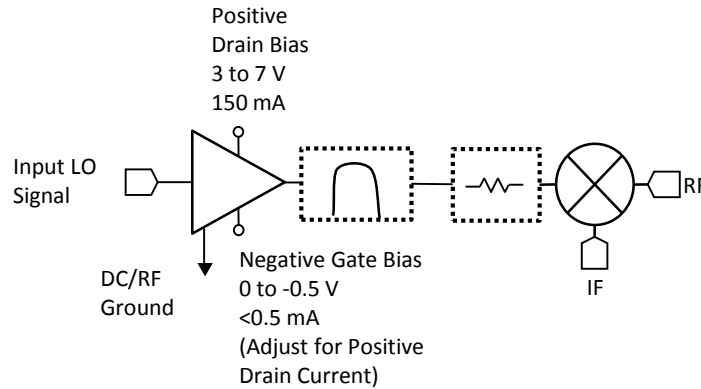 Positive
Drain Bias
3 to 7 V
150 mA
Input LO
Signal
RF
IF
DC/RF
Ground
Negative Gate Bias
0 to -0.5 V
<0.5 mA
(Adjust for Positive
Drain Current)